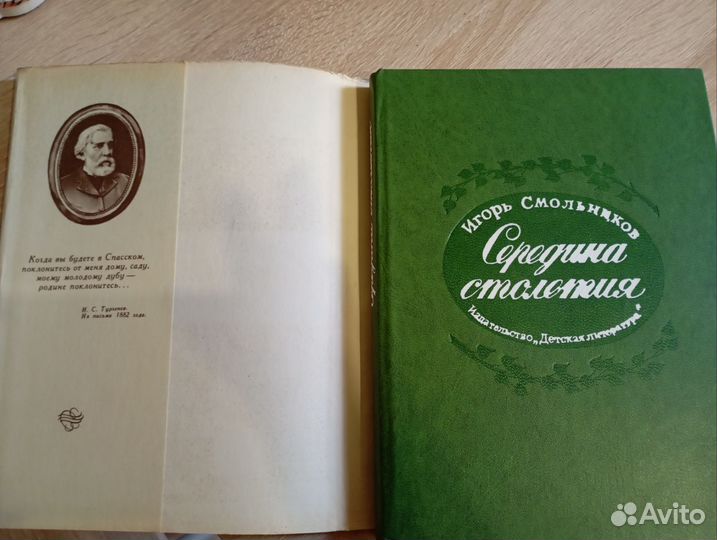 Когда вы будете в Спасском,
поклонитесь от меня дому, саду,
моему молодому дубу —
родине поклонитесь...
И. С. Тургенев.
Из письма 1882 года.
Игорь Смольников
Середина
столетия
Издательство „Детская литература"
Avito